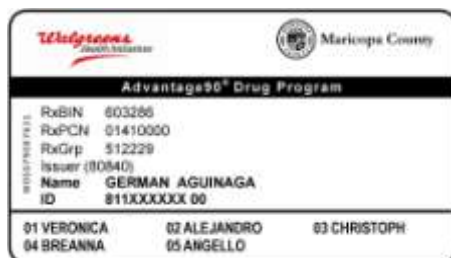 Walgreens
Health Initiatives
Maricopa County
Advantage90® Drug Program
RxBIN 603286
RxPCN 01410000
RxGrp 512229
Issuer (80840)
Name GERMAN AGUINAGA
ID 811XXXXXX 00
01 VERONICA 02 ALEJANDRO 03 CHRISTOPH
04 BREANNA 05 ANGELLO